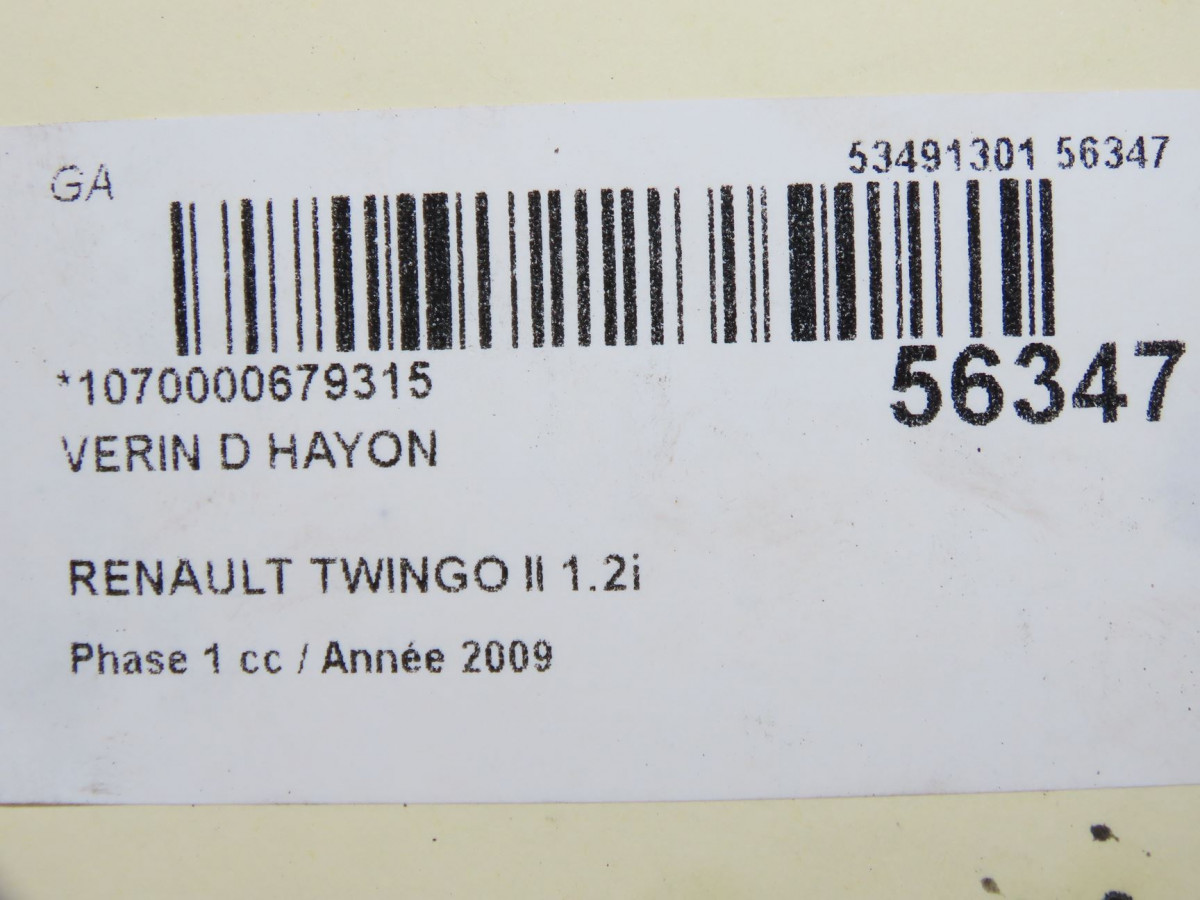 GA
53491301 56347
*1070000679315
56347
VERIN D HAYON
RENAULT TWINGO II 1.2i
Phase 1 cc / Année 2009